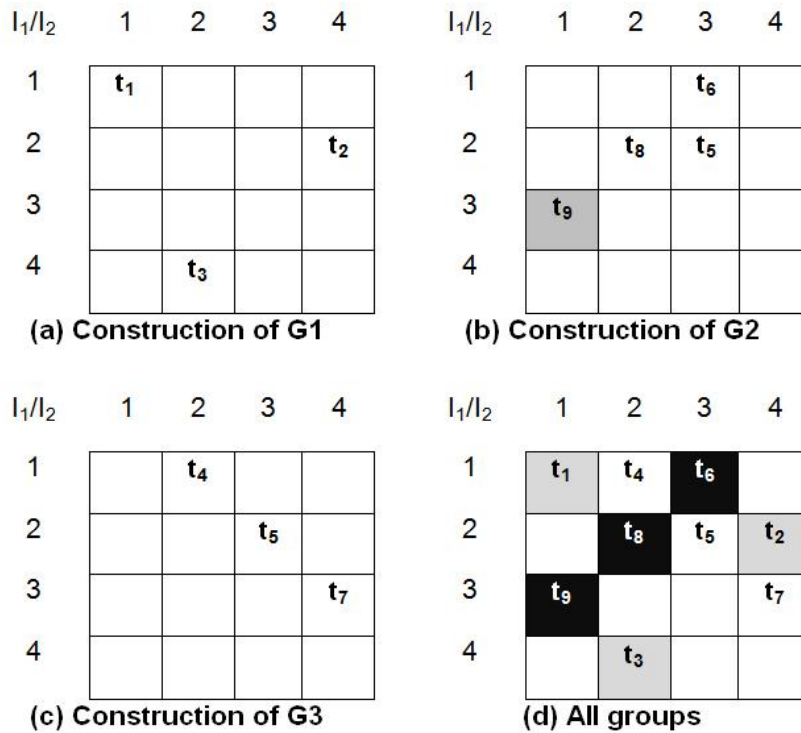 I₁/I₂ 1 2 3 4
1 t₁
2 t₂
3
4 t₃
(a) Construction of G1
I₁/I₂ 1 2 3 4
1 t₆
2 t₈ t₅
3 t₉
4
(b) Construction of G2
I₁/I₂ 1 2 3 4
1 t₄
2 t₅
3 t₇
4
(c) Construction of G3
I₁/I₂ 1 2 3 4
1 t₁ t₄ t₆
2 t₈ t₅ t₂
3 t₉ t₇
4 t₃
(d) All groups